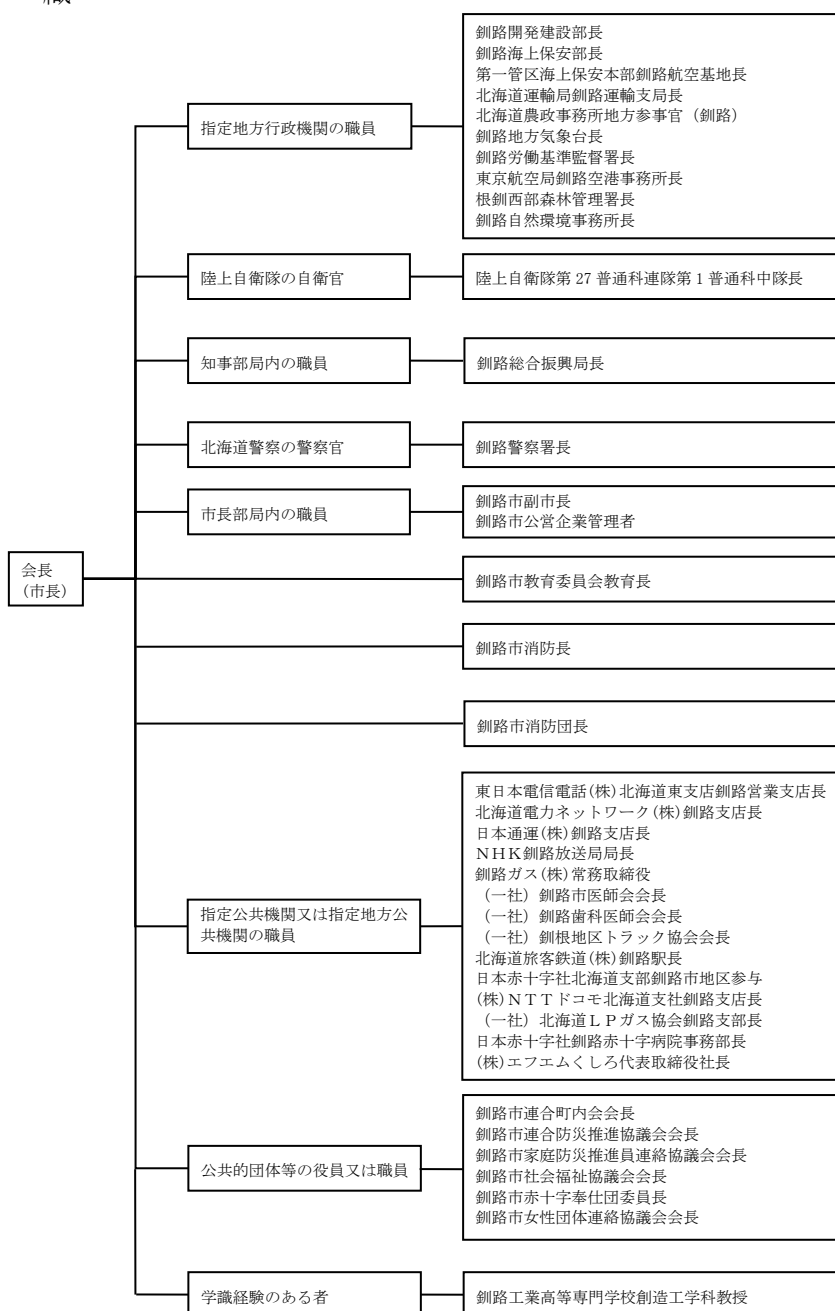 会長
(市長)
指定地方行政機関の職員
釧路開発建設部長
釧路海上保安部長
第一管区海上保安本部釧路航空基地長
北海道運輸局釧路運輸支局長
北海道農政事務所地方参事官（釧路）
釧路地方気象台長
釧路労働基準監督署長
東京航空局釧路空港事務所長
根釧西部森林管理署長
釧路自然環境事務所長
陸上自衛隊の自衛官
陸上自衛隊第 27 普通科連隊第 1 普通科中隊長
知事部局内の職員
釧路総合振興局長
北海道警察の警察官
釧路警察署長
市長部局内の職員
釧路市副市長
釧路市公営企業管理者
釧路市教育委員会教育長
釧路市消防長
釧路市消防団長
指定公共機関又は指定地方公
共機関の職員
東日本電信電話(株)北海道東支店釧路営業支店長
北海道電力ネットワーク(株)釧路支店長
日本通運(株)釧路支店長
ＮＨＫ釧路放送局局長
釧路ガス(株)常務取締役
（一社）釧路市医師会会長
（一社）釧路歯科医師会会長
（一社）釧根地区トラック協会会長
北海道旅客鉄道(株)釧路駅長
日本赤十字社北海道支部釧路市地区参与
(株)ＮＴＴドコモ北海道支社釧路支店長
（一社）北海道ＬＰガス協会釧路支部長
日本赤十字社釧路赤十字病院事務部長
(株)エフエムくしろ代表取締役社長
公共的団体等の役員又は職員
釧路市連合町内会会長
釧路市連合防災推進協議会会長
釧路市家庭防災推進員連絡協議会会長
釧路市社会福祉協議会会長
釧路市赤十字奉仕団委員長
釧路市女性団体連絡協議会会長
学識経験のある者
釧路工業高等専門学校創造工学科教授